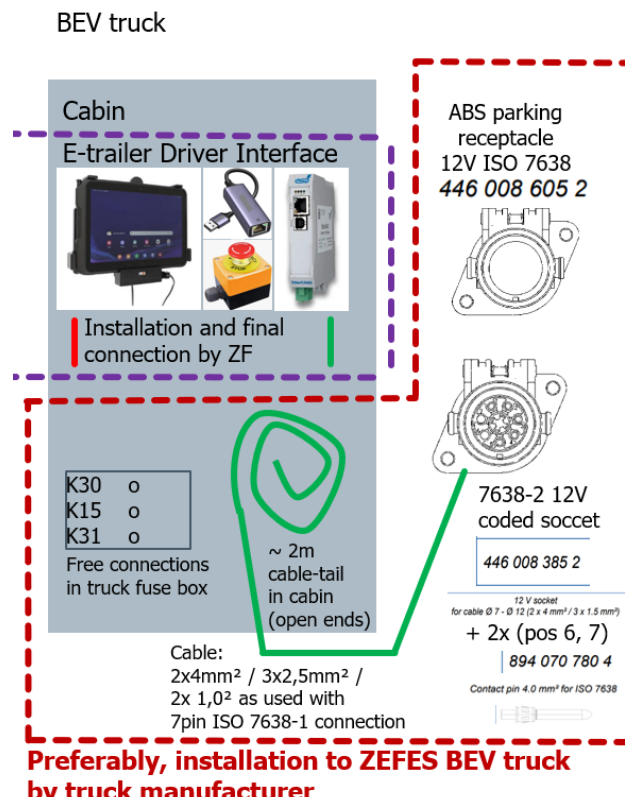 BEV truck
Cabin
E-trailer Driver Interface
STOP
Installation and final
connection by ZF
K30 o
K15 o
K31 o
Free connections
in truck fuse box
~ 2m
cable-tail
in cabin
(open ends)
Cable:
2x4mm² / 3x2,5mm² /
2x 1,0² as used with
7pin ISO 7638-1 connection
ABS parking
receptacle
12V ISO 7638
446 008 605 2
7638-2 12V
coded soccet
446 008 385 2
12 V socket
for cable Ø 7 - Ø 12 (2 x 4 mm² / 3 x 1.5 mm²)
+ 2x (pos 6, 7)
894 070 780 4
Contact pin 4.0 mm² for ISO 7638
Preferably, installation to ZEFES BEV truck
by truck manufacturer